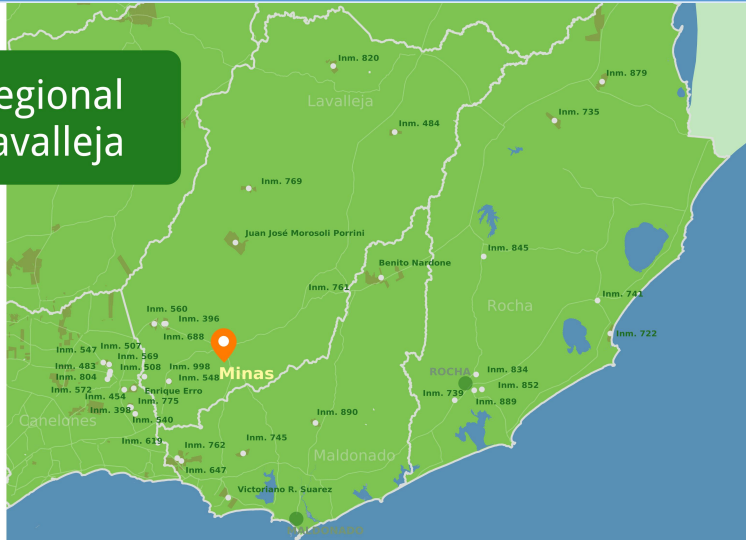 egional
avalleja
Inm. 820
Inm. 879
Lavalleja
Inm. 735
Inm. 484
Inm. 769
Juan José Morosoli Porrini
Inm. 845
Benito Nardone
Inm. 761
Inm. 741
Rocha
Inm. 560
Inm. 396
Inm. 722
Inm. 688
Inm. 547
Inm. 507
Inm. 569
Inm. 483
Inm. 508
Inm. 998
Inm. 804
Inm. 548
Minas
ROCHA
Inm. 834
Inm. 572
Enrique Erro
Inm. 454
Inm. 775
Inm. 852
Inm. 739
Inm. 889
Inm. 398
Canelones
Inm. 540
Inm. 890
Inm. 619
Inm. 762
Inm. 745
Maldonado
Inm. 647
Victoriano R. Suarez